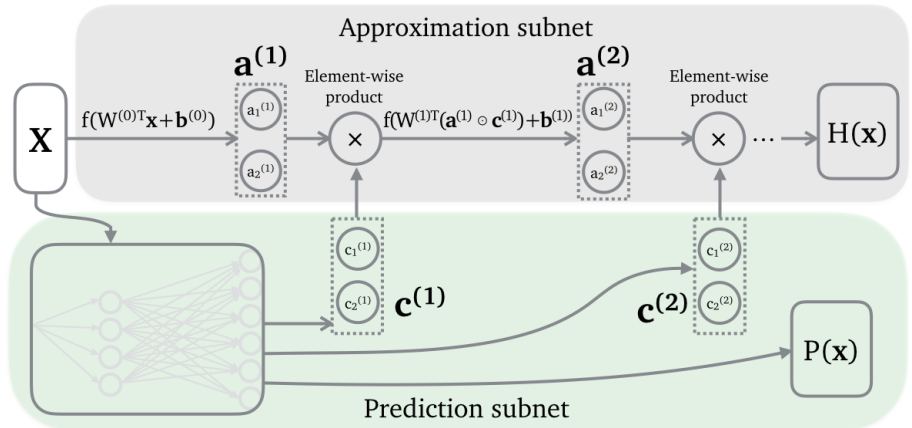 Approximation subnet
a(1)
a(2)
Element-wise
product
Element-wise
product
X
f(W(0)Tx+b(0))
a1(1)
a2(1)
×
f(W(1)T(a(1) ⊙ c(1))+b(1))
a1(2)
a2(2)
×
...
H(x)
c1(1)
c2(1)
c(1)
c1(2)
c2(2)
c(2)
P(x)
Prediction subnet